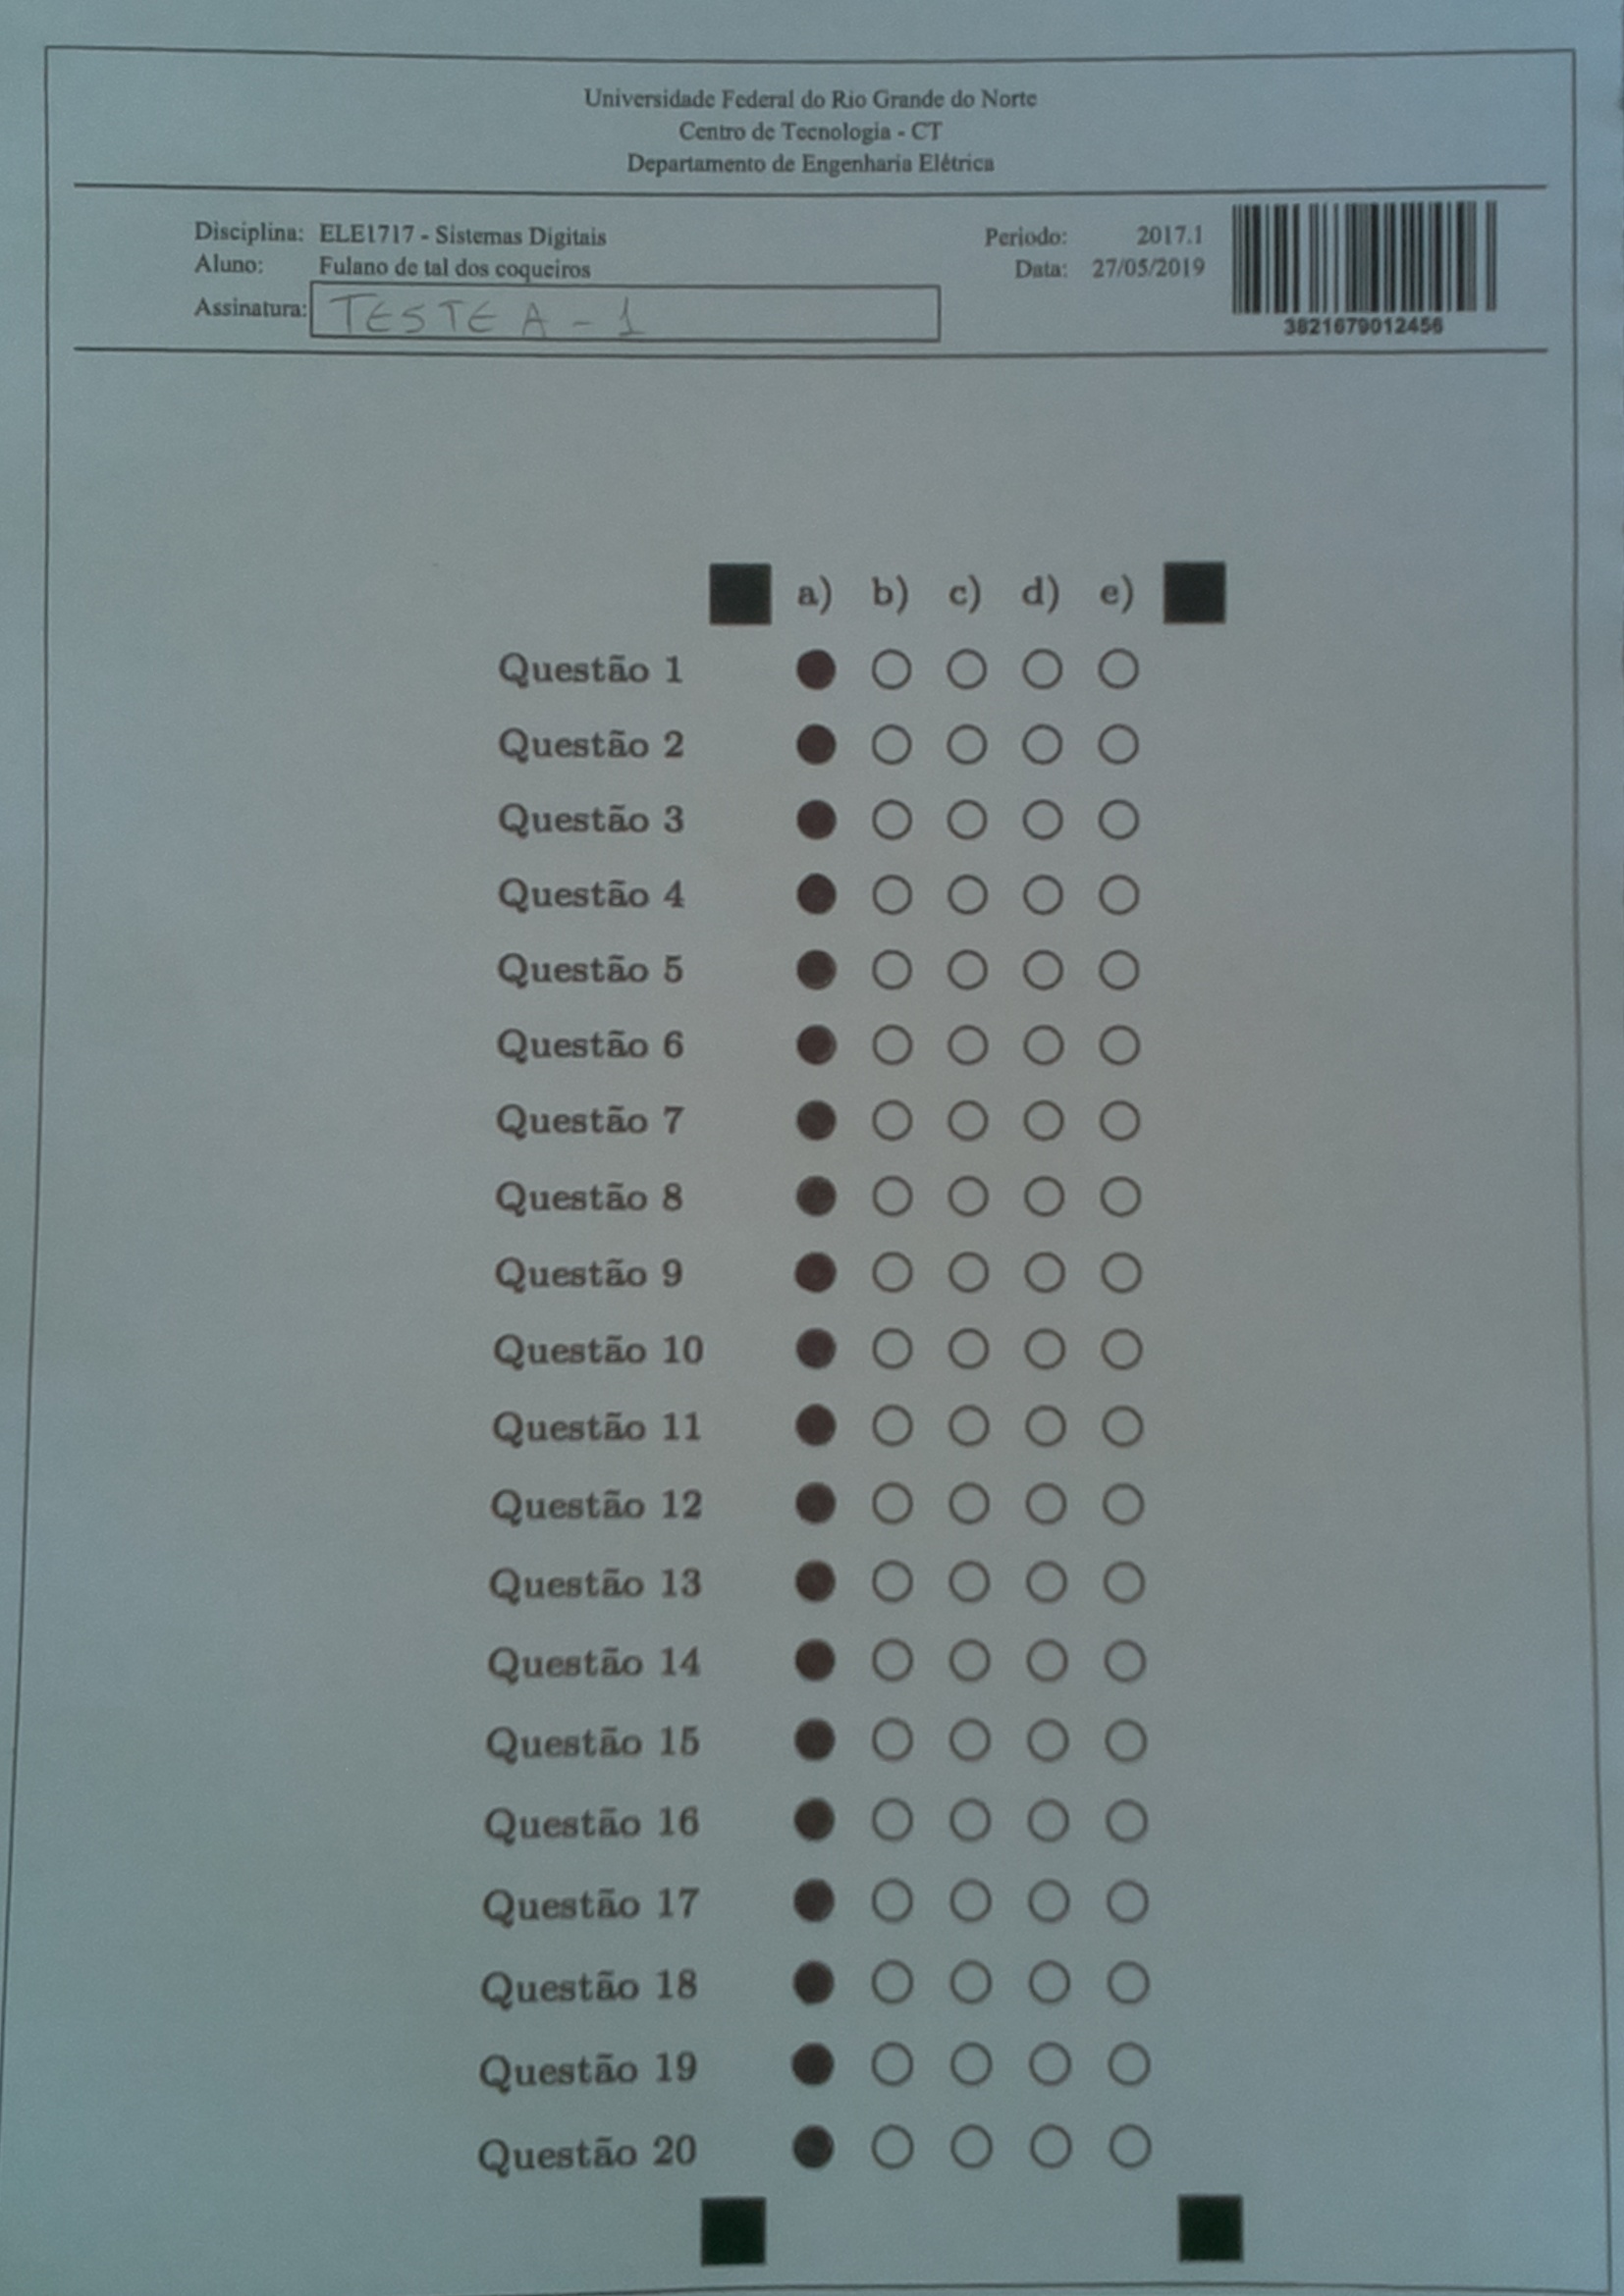 Universidade Federal do Rio Grande do Norte
Centro de Tecnologia - CT
Departamento de Engenharia Elétrica
Disciplina: ELE1717 - Sistemas Digitais
Periodo: 2017.1
Aluno: Fulano de tal dos coqueiros
Data: 27/05/2019
Assinatura: TESTE A - 1
3821679012456
a) b) c) d) e)
Questão 1
Questão 2
Questão 3
Questão 4
Questão 5
Questão 6
Questão 7
Questão 8
Questão 9
Questão 10
Questão 11
Questão 12
Questão 13
Questão 14
Questão 15
Questão 16
Questão 17
Questão 18
Questão 19
Questão 20